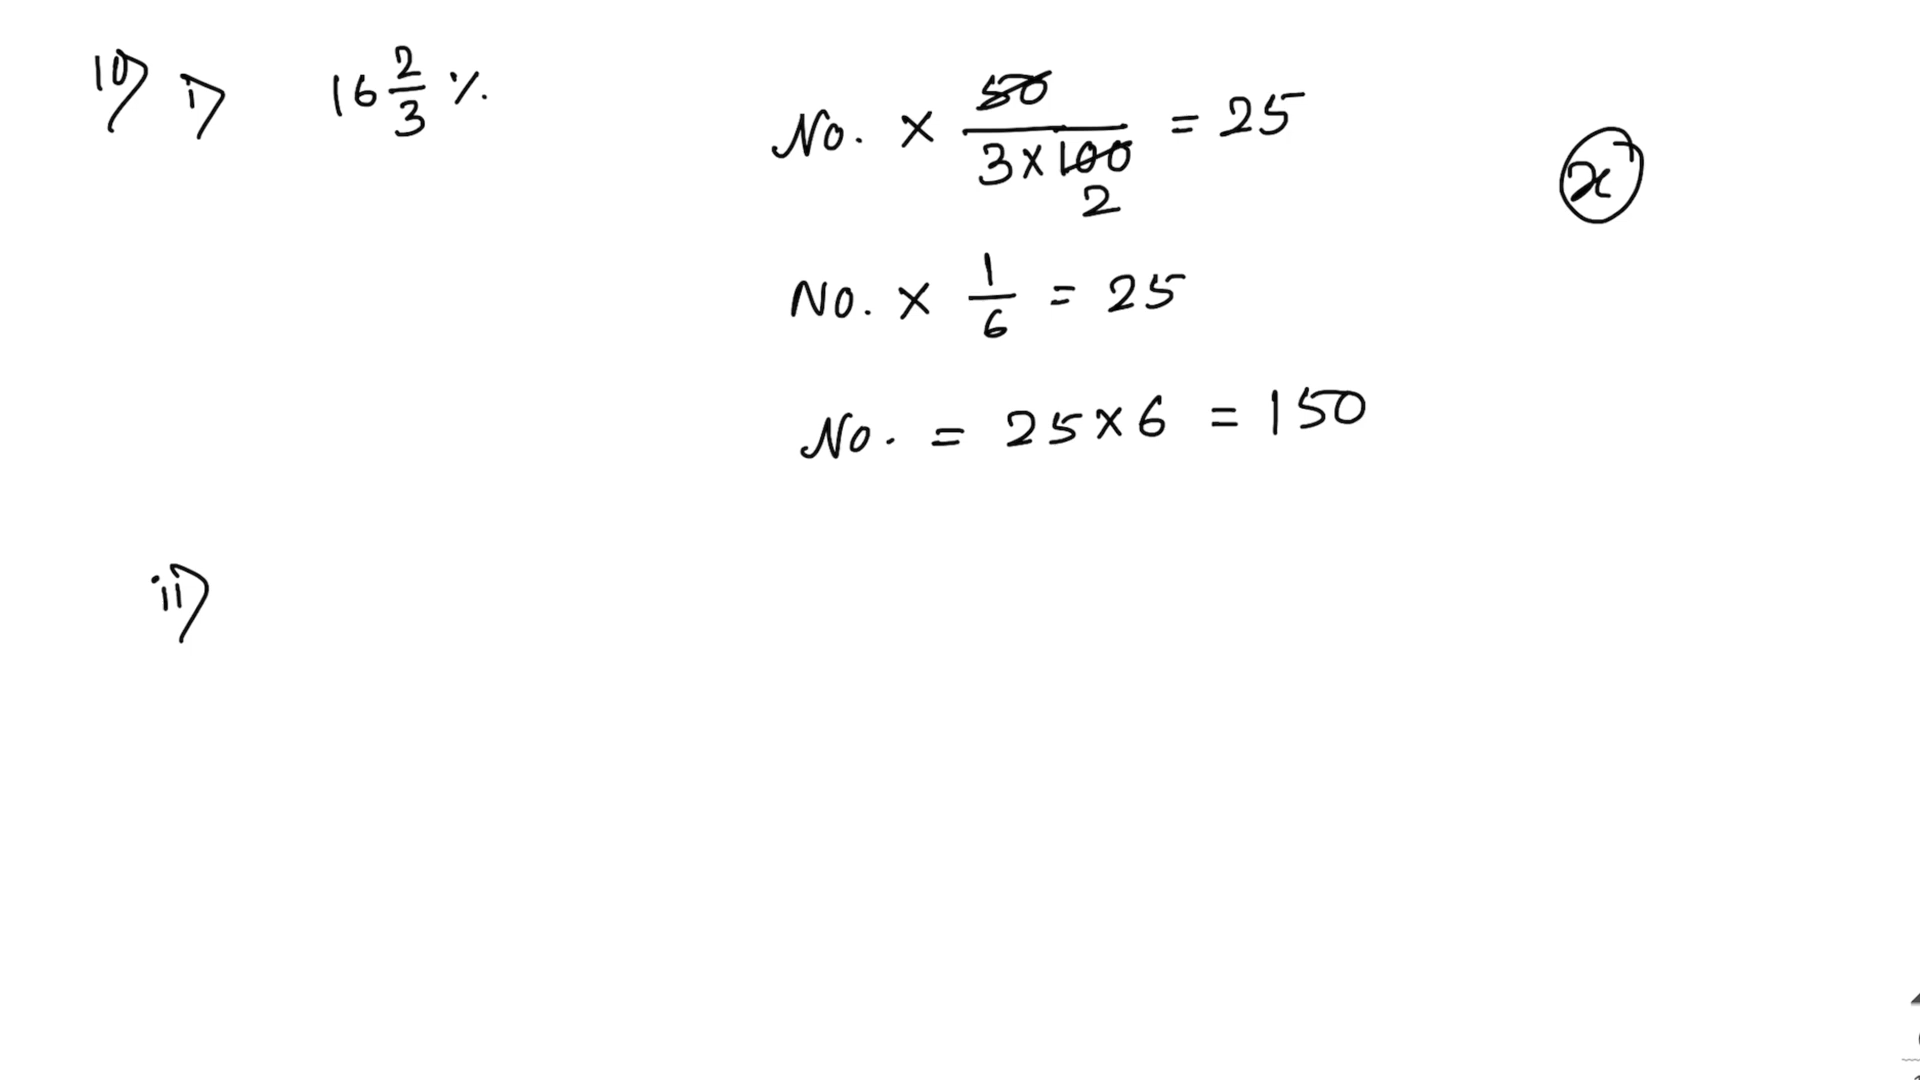 10) i) 16 2/3 % No. × 50/(3×100) = 25 x
2
No. × 1/6 = 25
No. = 25×6 = 150
ii)